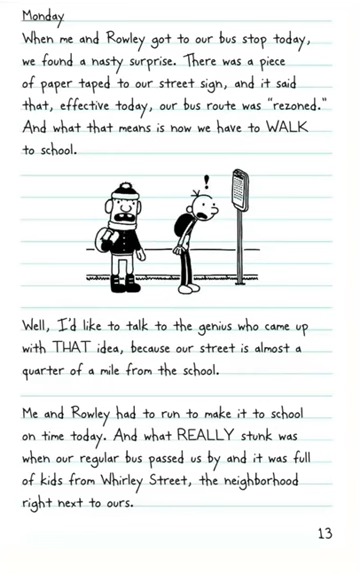 Monday
When me and Rowley got to our bus stop today,
we found a nasty surprise. There was a piece
of paper taped to our street sign, and it said
that, effective today, our bus route was "rezoned."
And what that means is now we have to WALK
to school.
!
Well, I'd like to talk to the genius who came up
with THAT idea, because our street is almost a
quarter of a mile from the school.
Me and Rowley had to run to make it to school
on time today. And what REALLY stunk was
when our regular bus passed us by and it was full
of kids from Whirley Street, the neighborhood
right next to ours.
13